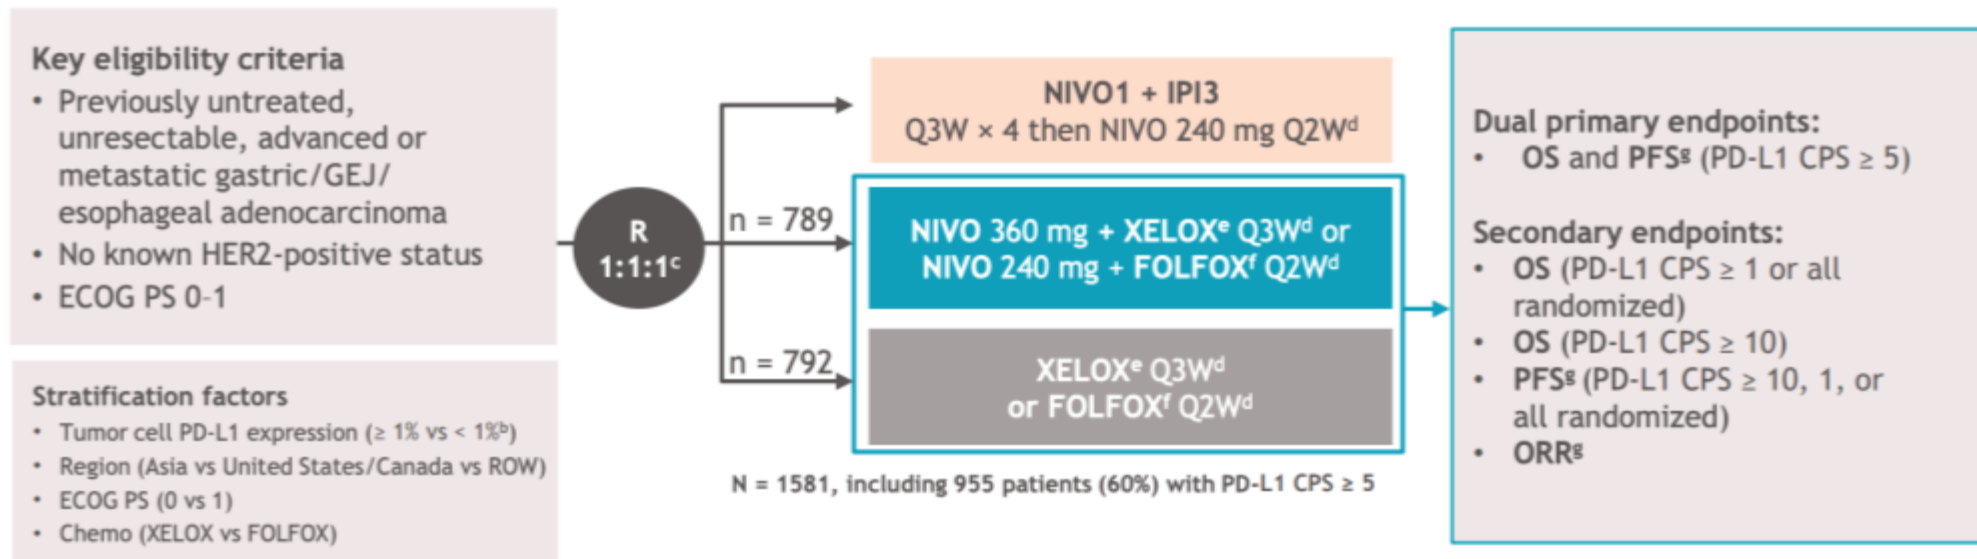 Key eligibility criteria
• Previously untreated,
unresectable, advanced or
metastatic gastric/GEJ/
esophageal adenocarcinoma
• No known HER2-positive status
• ECOG PS 0-1
Stratification factors
• Tumor cell PD-L1 expression (≥ 1% vs < 1%ᵇ)
• Region (Asia vs United States/Canada vs ROW)
• ECOG PS (0 vs 1)
• Chemo (XELOX vs FOLFOX)
R
1:1:1ᶜ
n = 789
n = 792
NIVO1 + IPI3
Q3W × 4 then NIVO 240 mg Q2Wᵈ
NIVO 360 mg + XELOXᵉ Q3Wᵈ or
NIVO 240 mg + FOLFOXᶠ Q2Wᵈ
XELOXᵉ Q3Wᵈ
or FOLFOXᶠ Q2Wᵈ
N = 1581, including 955 patients (60%) with PD-L1 CPS ≥ 5
Dual primary endpoints:
• OS and PFSᵍ (PD-L1 CPS ≥ 5)
Secondary endpoints:
• OS (PD-L1 CPS ≥ 1 or all
randomized)
• OS (PD-L1 CPS ≥ 10)
• PFSᵍ (PD-L1 CPS ≥ 10, 1, or
all randomized)
• ORRᵍ